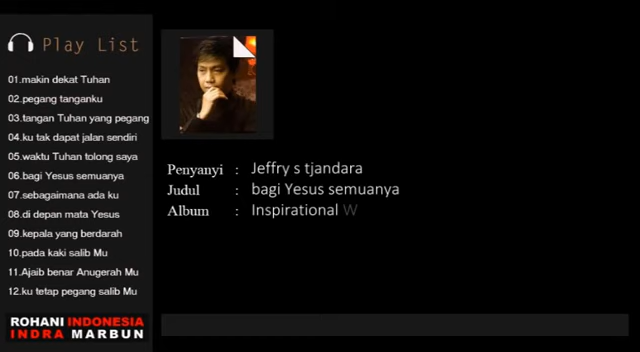 Play List
01.makin dekat Tuhan
02.pegang tanganku
03.tangan Tuhan yang pegang
04.ku tak dapat jalan sendiri
05.waktu Tuhan tolong saya
06.bagi Yesus semuanya
07.sebagaimana ada ku
08.di depan mata Yesus
09.kepala yang berdarah
10.pada kaki salib Mu
11.Ajaib benar Anugerah Mu
12.ku tetap pegang salib Mu
ROHANI INDONESIA
INDRA MARBUN
Penyanyi : Jeffry s tjandara
Judul : bagi Yesus semuanya
Album : Inspirational W